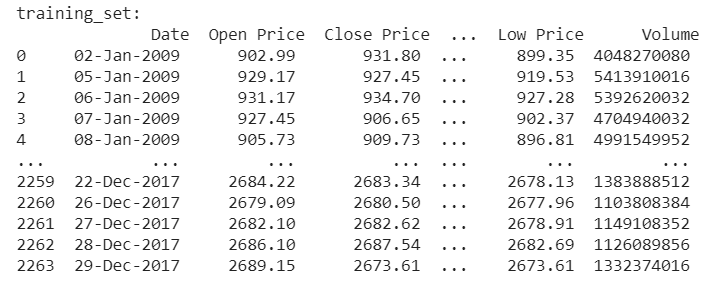 training_set:
Date Open Price Close Price ... Low Price Volume
0 02-Jan-2009 902.99 931.80 ... 899.35 4048270080
1 05-Jan-2009 929.17 927.45 ... 919.53 5413910016
2 06-Jan-2009 931.17 934.70 ... 927.28 5392620032
3 07-Jan-2009 927.45 906.65 ... 902.37 4704940032
4 08-Jan-2009 905.73 909.73 ... 896.81 4991549952
... ... ... ... ... ... ...
2259 22-Dec-2017 2684.22 2683.34 ... 2678.13 1383888512
2260 26-Dec-2017 2679.09 2680.50 ... 2677.96 1103808384
2261 27-Dec-2017 2682.10 2682.62 ... 2678.91 1149108352
2262 28-Dec-2017 2686.10 2687.54 ... 2682.69 1126089856
2263 29-Dec-2017 2689.15 2673.61 ... 2673.61 1332374016